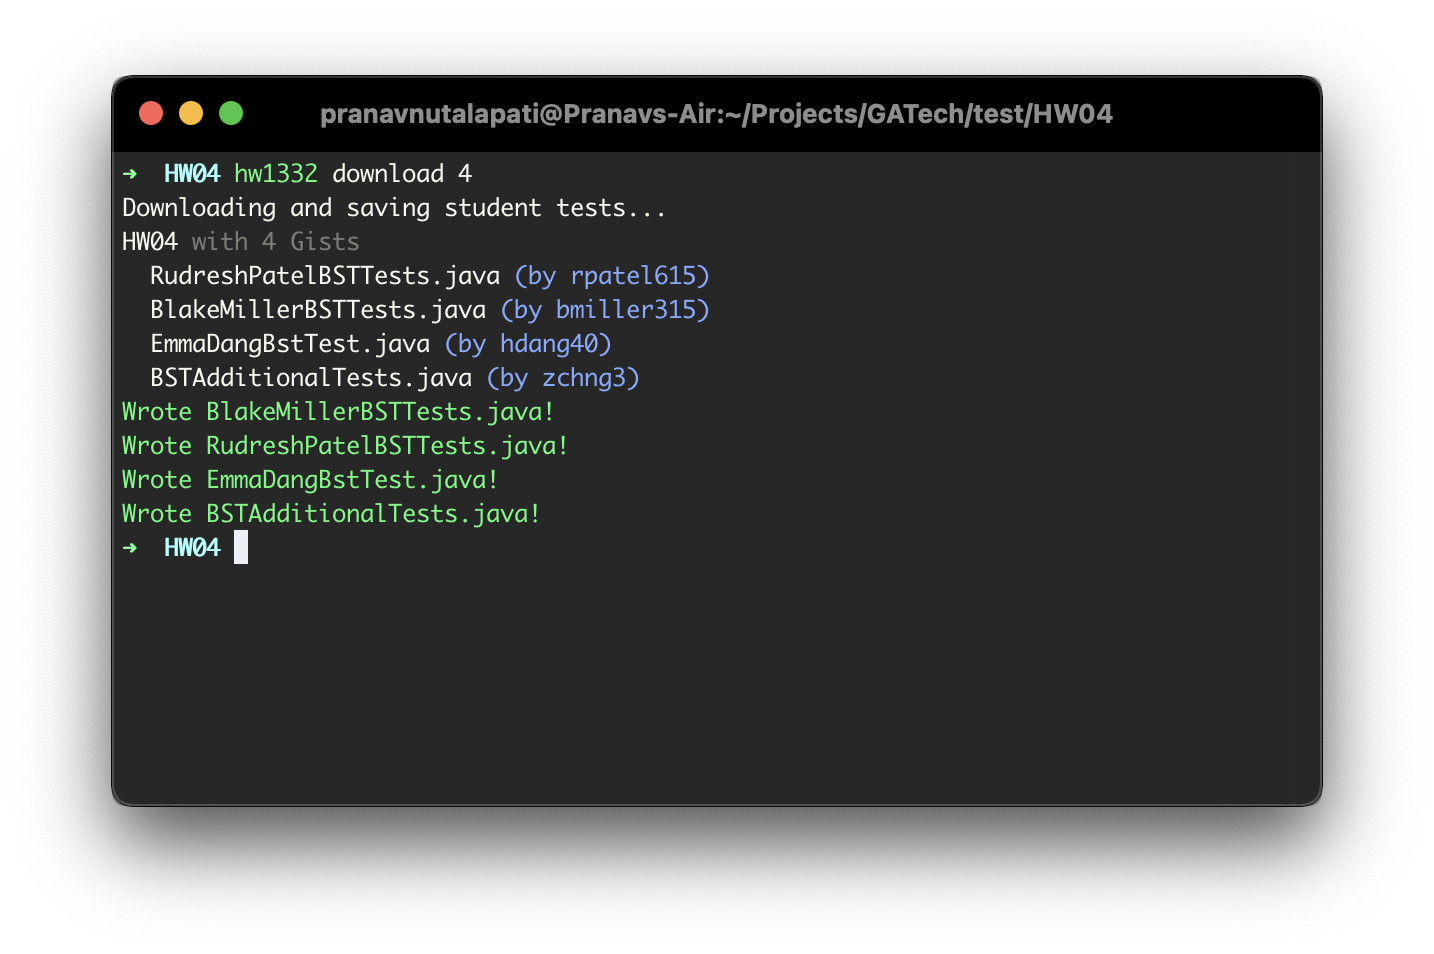 pranavnutalapati@Pranavs-Air:~/Projects/GATech/test/HW04
➜  HW04 hw1332 download 4
Downloading and saving student tests...
HW04 with 4 Gists
  RudreshPatelBSTTests.java (by rpatel615)
  BlakeMillerBSTTests.java (by bmiller315)
  EmmaDangBstTest.java (by hdang40)
  BSTAdditionalTests.java (by zchng3)
Wrote BlakeMillerBSTTests.java!
Wrote RudreshPatelBSTTests.java!
Wrote EmmaDangBstTest.java!
Wrote BSTAdditionalTests.java!
➜  HW04